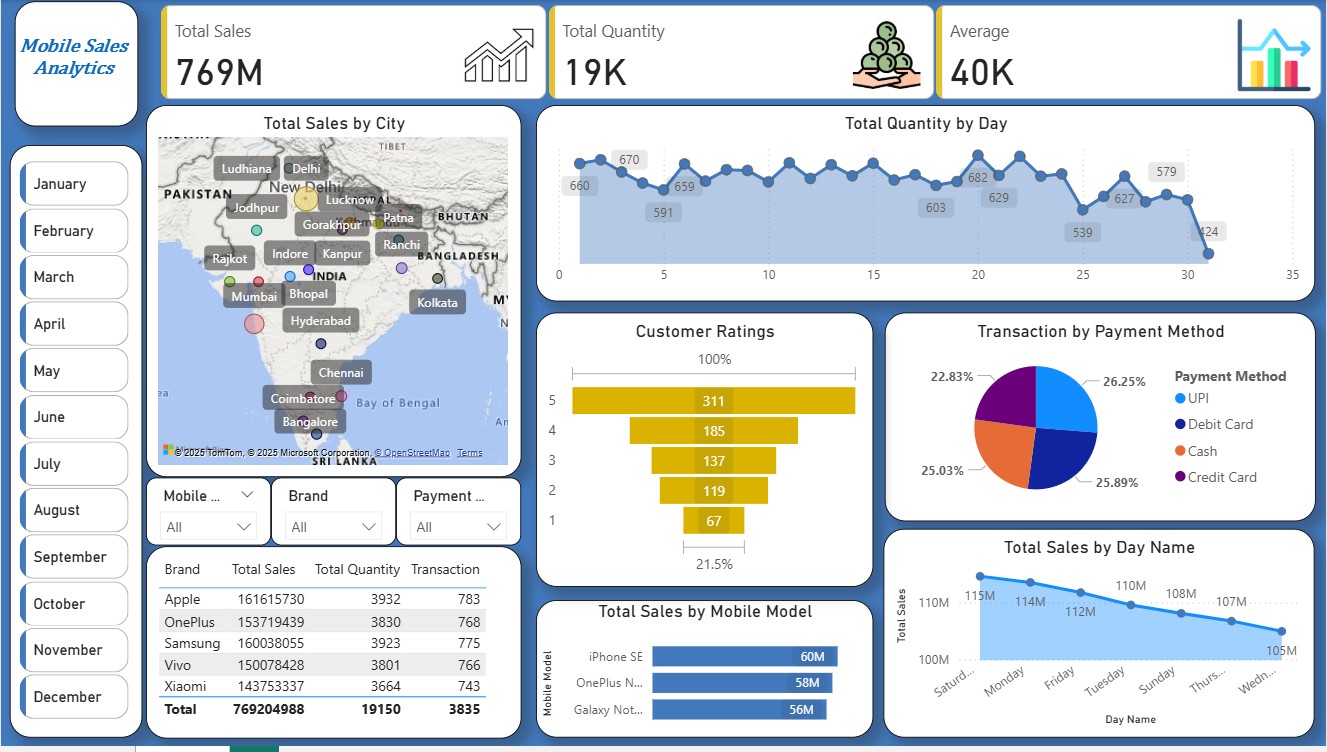 Mobile Sales
Analytics
Total Sales
769M
Total Quantity
19K
Average
40K
January
February
March
April
May
June
July
August
September
October
November
December
Total Sales by City
TIBET
Ludhiana
Delhi
New Delhi
PAKISTAN
Jodhpur
Lucknow
Gorakhpur
Patna
BHUTAN
Ranchi
Rajkot
Indore
Kanpur
BANGLADESH
INDIA
Mumbai
Bhopal
Kolkata
Hyderabad
Chennai
Coimbatore
Bay of Bengal
Bangalore
© 2025 TomTom, © 2025 Microsoft Corporation, © OpenStreetMap Terms
SRI LANKA
Mobile ...
All
Brand
All
Payment ...
All
Brand Total Sales Total Quantity Transaction
Apple 161615730 3932 783
OnePlus 153719439 3830 768
Samsung 160038055 3923 775
Vivo 150078428 3801 766
Xiaomi 143753337 3664 743
Total 769204988 19150 3835
Total Quantity by Day
660
670
591
659
603
682
629
539
627
579
424
0 5 10 15 20 25 30 35
Customer Ratings
100%
5 311
4 185
3 137
2 119
1 67
21.5%
Transaction by Payment Method
22.83%
26.25%
25.03%
25.89%
Payment Method
UPI
Debit Card
Cash
Credit Card
Total Sales by Mobile Model
Mobile Model
iPhone SE 60M
OnePlus N... 58M
Galaxy Not... 56M
Total Sales by Day Name
Total Sales
110M
100M
115M
114M
112M
110M
108M
107M
105M
Saturd...
Monday
Friday
Tuesday
Sunday
Thurs...
Wedn...
Day Name